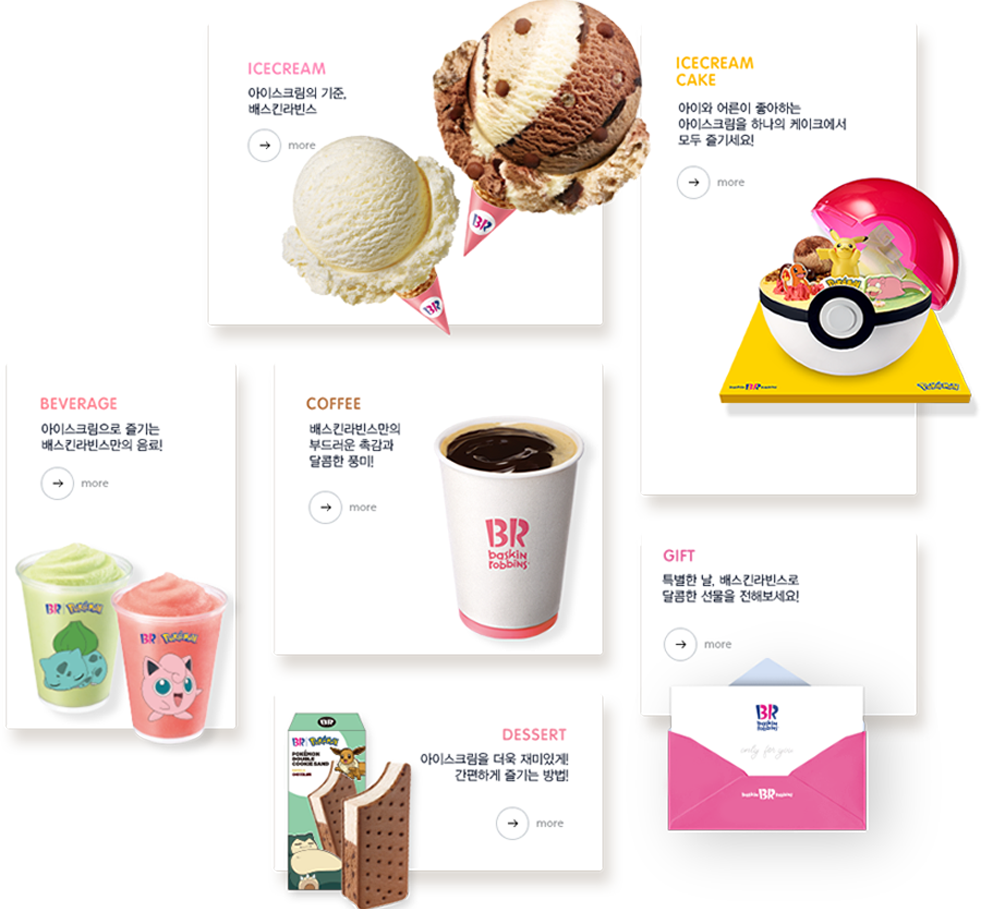 ICECREAM
아이스크림의 기준,
배스킨라빈스
more
BR
BR
ICECREAM
CAKE
아이와 어른이 좋아하는
아이스크림을 하나의 케이크에서
모두 즐기세요!
more
Pokémon
baskin BR robbins
Pokémon
BEVERAGE
아이스크림으로 즐기는
배스킨라빈스만의 음료!
more
BR Pokémon
BR Pokémon
COFFEE
배스킨라빈스만의
부드러운 촉감과
달콤한 풍미!
more
BR
baskin
robbins
GIFT
특별한 날, 배스킨라빈스로
달콤한 선물을 전해보세요!
more
BR
baskin
robbins
only for you
baskin BR robbins
DESSERT
아이스크림을 더욱 재미있게!
간편하게 즐기는 방법!
more
BR
BR Pokémon
POKÉMON
DOUBLE
COOKIE SAND